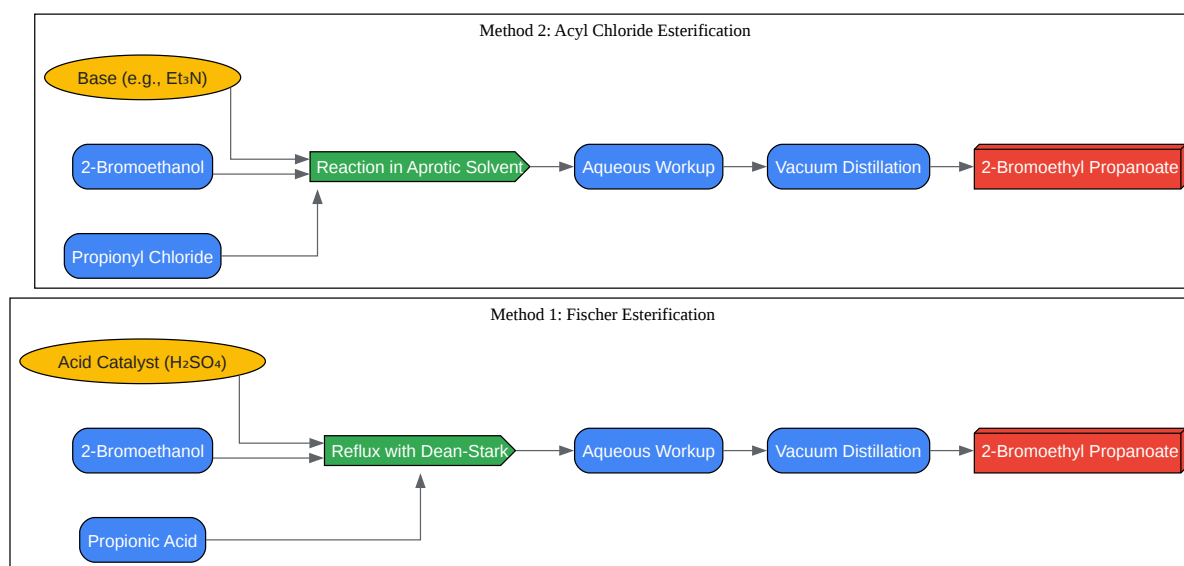 Method 2: Acyl Chloride Esterification
Base (e.g., Et₃N)
2-Bromoethanol
Reaction in Aprotic Solvent
Aqueous Workup
Vacuum Distillation
2-Bromoethyl Propanoate
Propionyl Chloride
Method 1: Fischer Esterification
Acid Catalyst (H₂SO₄)
2-Bromoethanol
Reflux with Dean-Stark
Aqueous Workup
Vacuum Distillation
2-Bromoethyl Propanoate
Propionic Acid